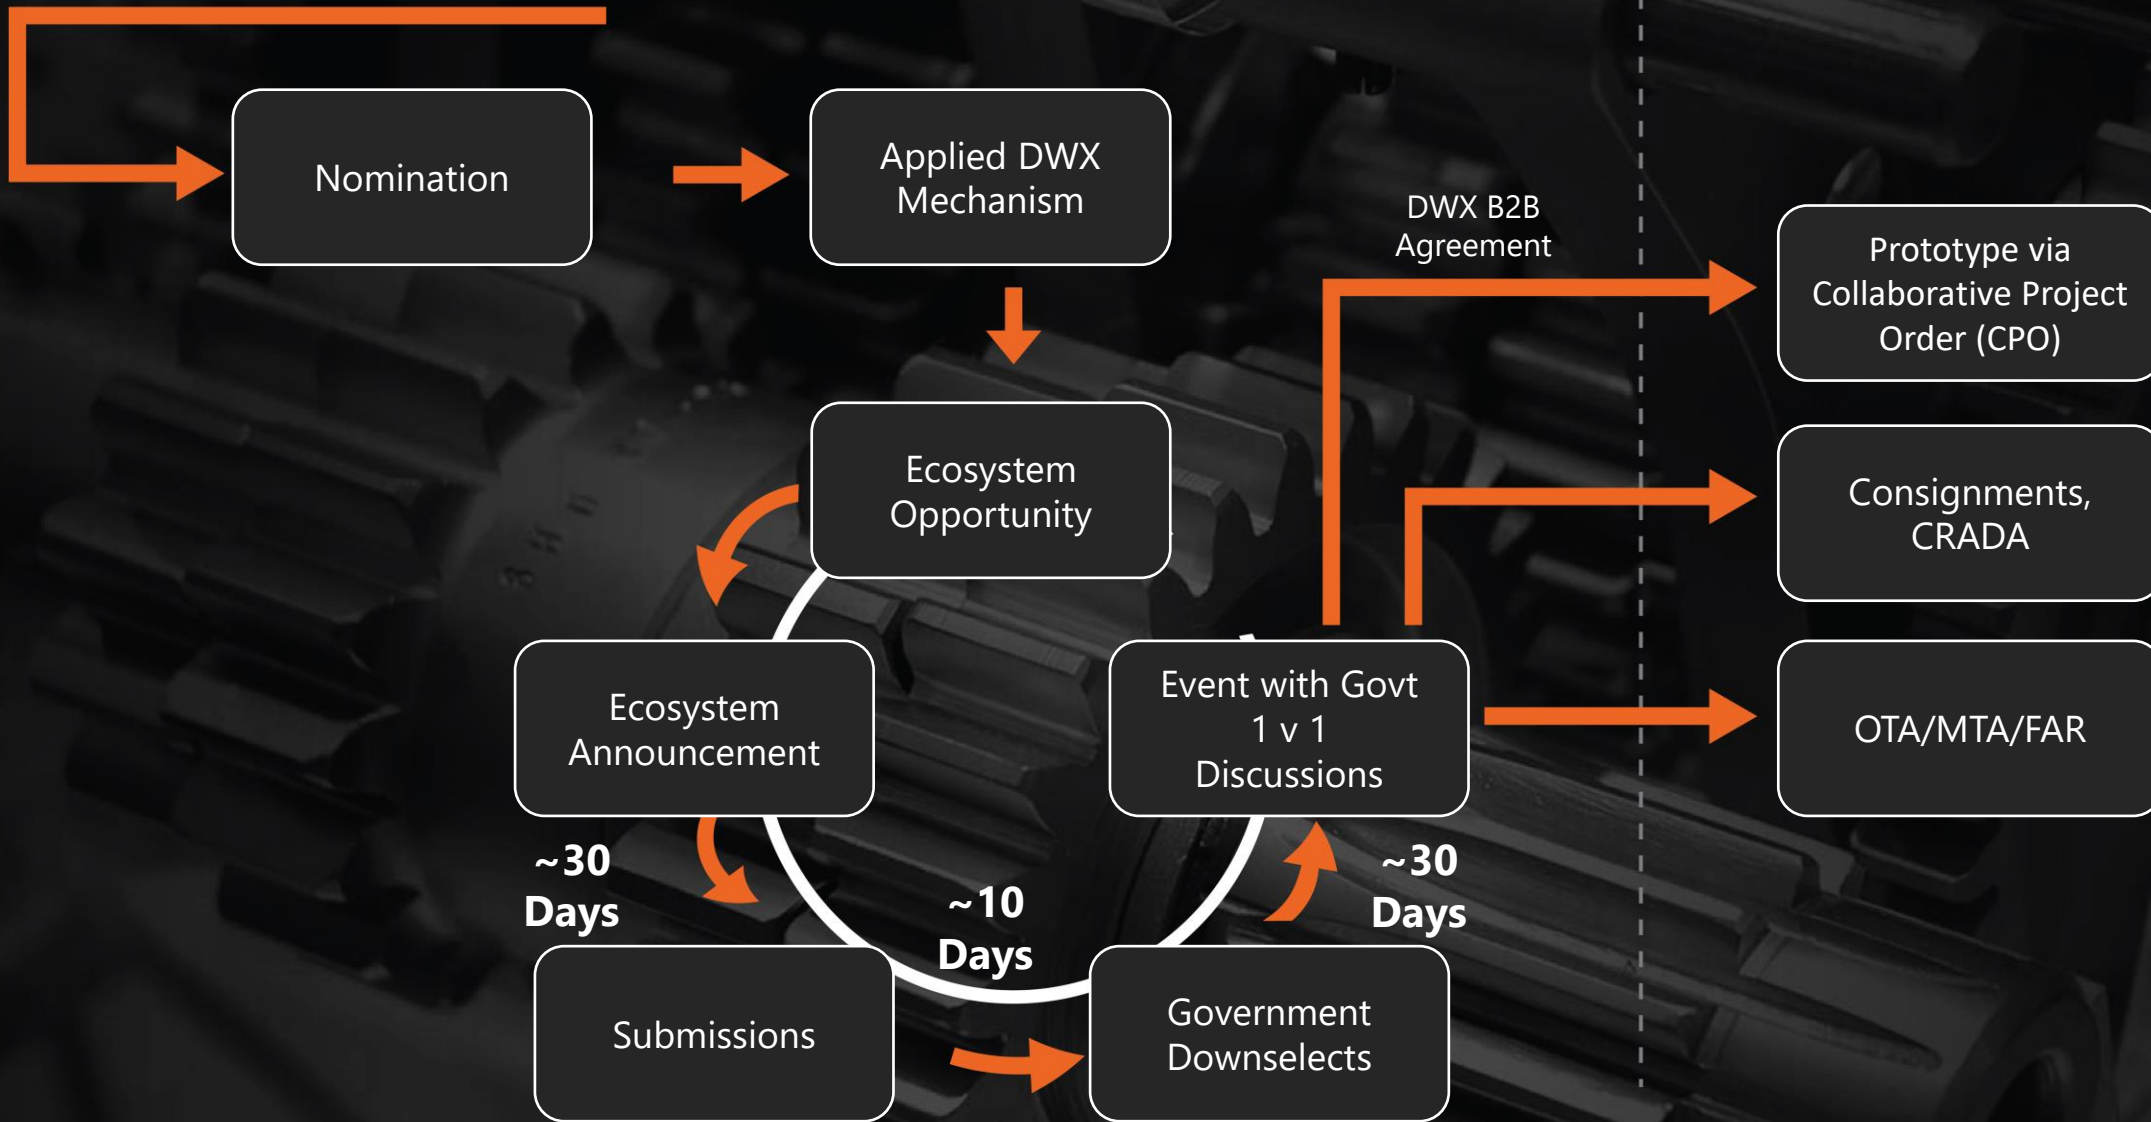 Nomination
Applied DWX
Mechanism
DWX B2B
Agreement
Prototype via
Collaborative Project
Order (CPO)
Ecosystem
Opportunity
Consignments,
CRADA
Ecosystem
Announcement
Event with Govt
1 v 1
Discussions
OTA/MTA/FAR
~30
Days
~10
Days
~30
Days
Submissions
Government
Downselects